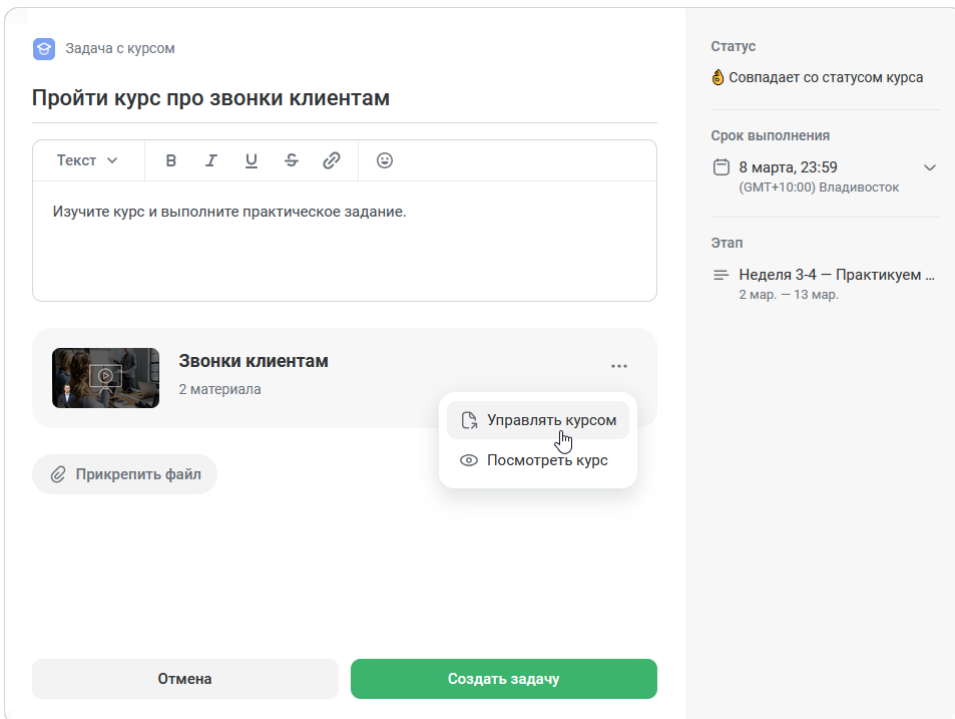 Задача с курсом
Пройти курс про звонки клиентам
Текст
B I U S
Изучите курс и выполните практическое задание.
Звонки клиентам
2 материала
Управлять курсом
Посмотреть курс
Прикрепить файл
Отмена
Создать задачу
Статус
Совпадает со статусом курса
Срок выполнения
8 марта, 23:59
(GMT+10:00) Владивосток
Этап
Неделя 3-4 — Практикуем ...
2 мар. — 13 мар.